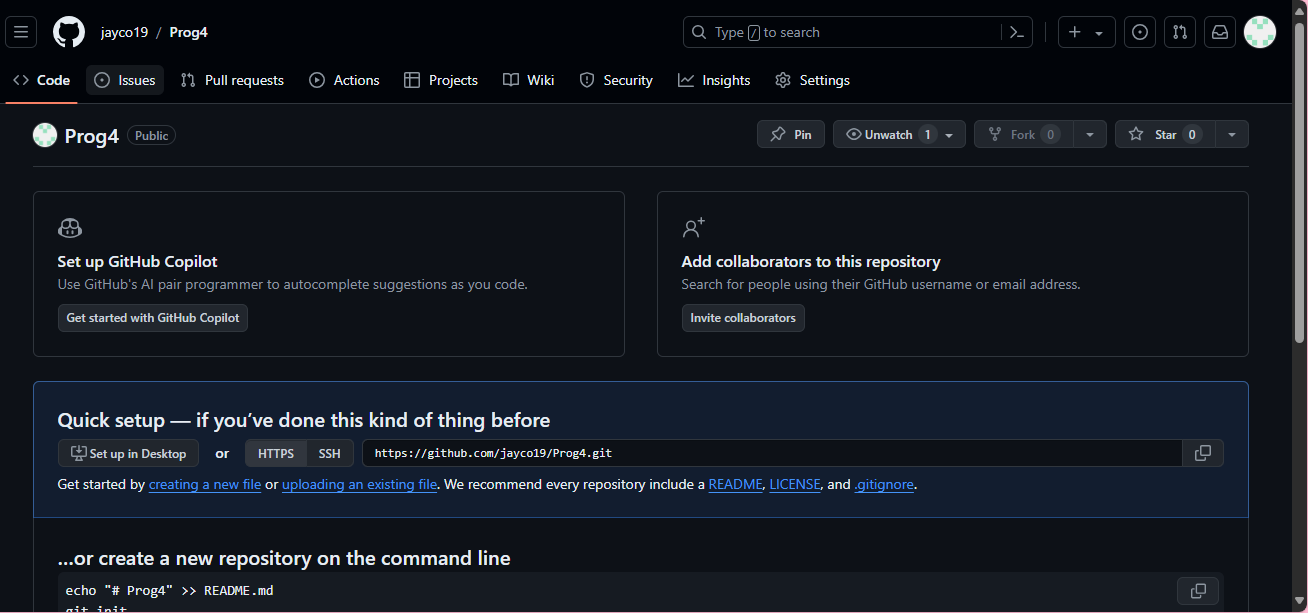 jayco19 / Prog4
Type / to search
Code Issues Pull requests Actions Projects Wiki Security Insights Settings
Prog4 Public
Pin Unwatch 1 Fork 0 Star 0
Set up GitHub Copilot
Use GitHub's AI pair programmer to autocomplete suggestions as you code.
Get started with GitHub Copilot
Add collaborators to this repository
Search for people using their GitHub username or email address.
Invite collaborators
Quick setup — if you’ve done this kind of thing before
Set up in Desktop or HTTPS SSH https://github.com/jayco19/Prog4.git
Get started by creating a new file or uploading an existing file. We recommend every repository include a README, LICENSE, and .gitignore.
…or create a new repository on the command line
echo "# Prog4" >> README.md
git init